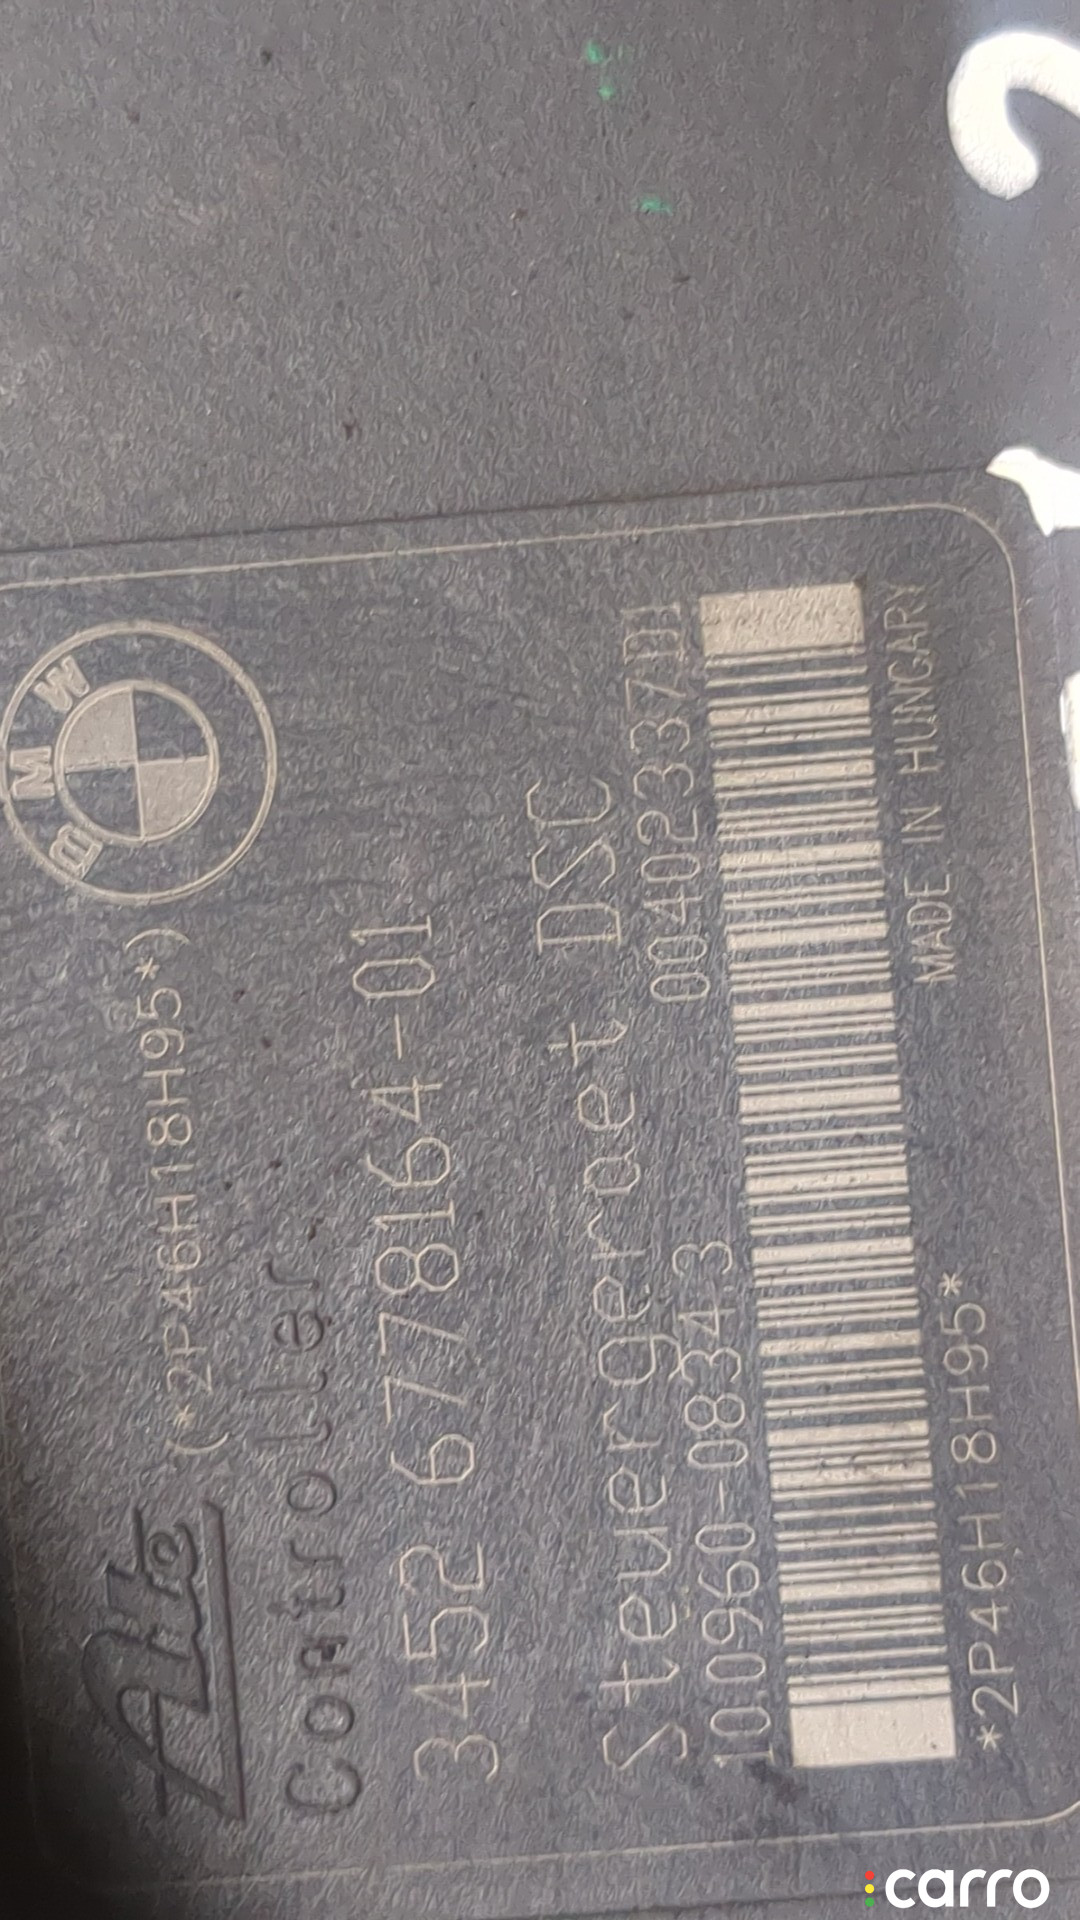 BMW
Ate (*2P46H18H95*)
Controller
3452 6778164-01
Steuergeraet DSC
10.0960-0834.3 00402337D1
MADE IN HUNGARY
*2P46H18H95*
carro